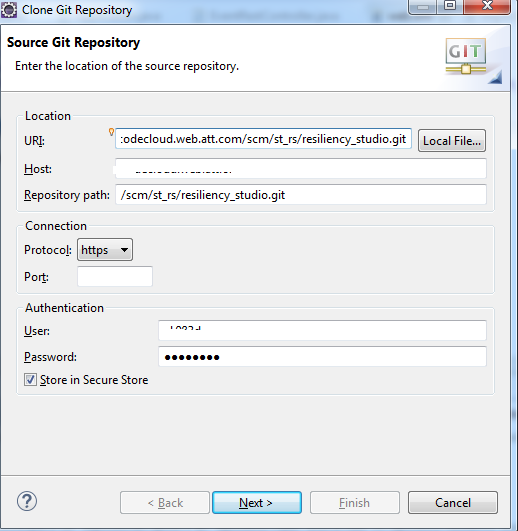 Clone Git Repository
Source Git Repository
Enter the location of the source repository.
GIT
Location
URI: :odecloud.web.att.com/scm/st_rs/resiliency_studio.git Local File...
Host:
Repository path: /scm/st_rs/resiliency_studio.git
Connection
Protocol: https
Port:
Authentication
User:
Password: ●●●●●●●●
Store in Secure Store
? < Back Next > Finish Cancel